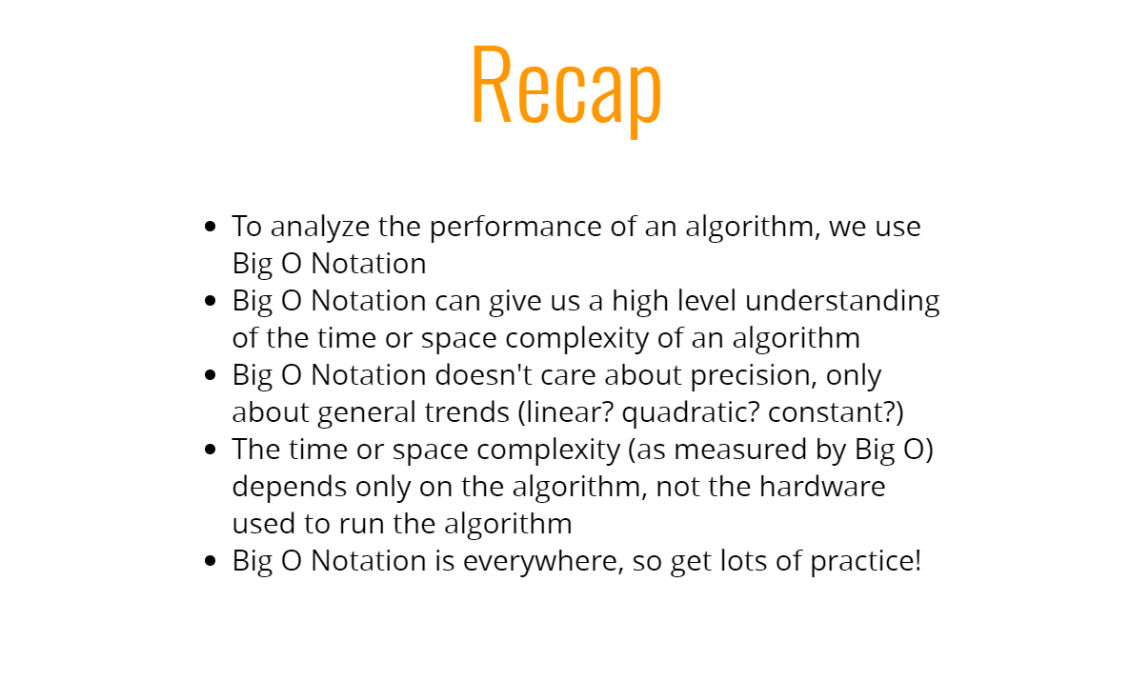 Recap
• To analyze the performance of an algorithm, we use
Big O Notation
• Big O Notation can give us a high level understanding
of the time or space complexity of an algorithm
• Big O Notation doesn't care about precision, only
about general trends (linear? quadratic? constant?)
• The time or space complexity (as measured by Big O)
depends only on the algorithm, not the hardware
used to run the algorithm
• Big O Notation is everywhere, so get lots of practice!